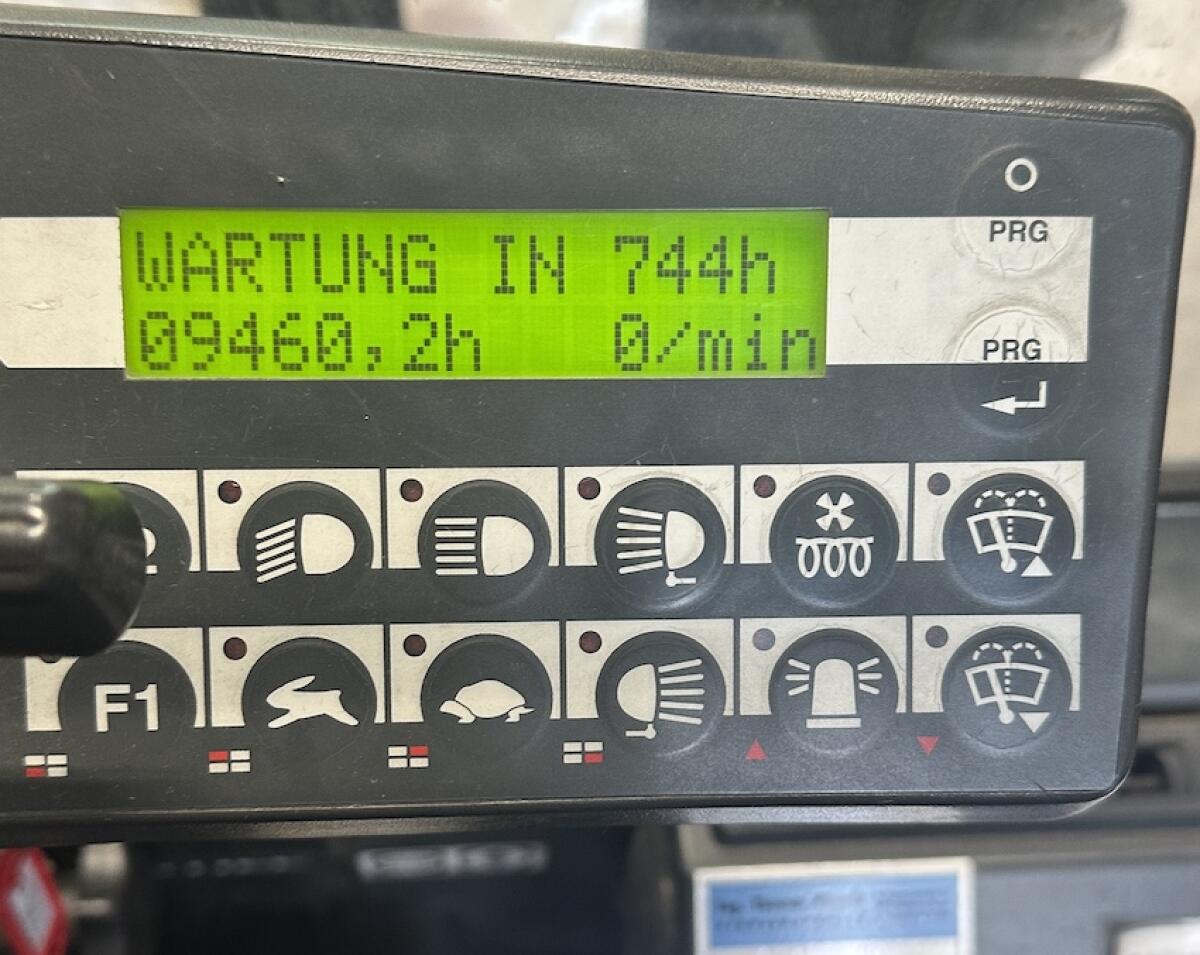 WARTUNG IN 744h
09460,2h 0/min
PRG
PRG
F1